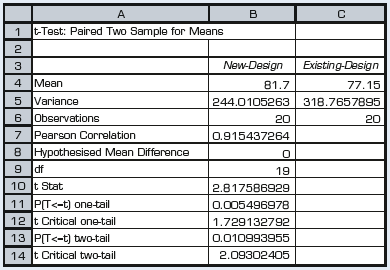 A B C
1 t-Test: Paired Two Sample for Means
2
3 New-Design Existing-Design
4 Mean 81.7 77.15
5 Variance 244.0105263 318.7657895
6 Observations 20 20
7 Pearson Correlation 0.915437264
8 Hypothesised Mean Difference 0
9 df 19
10 t Stat 2.817586929
11 P(T<=t) one-tail 0.005496978
12 t Critical one-tail 1.729132792
13 P(T<=t) two-tail 0.010993955
14 t Critical two-tail 2.09302405